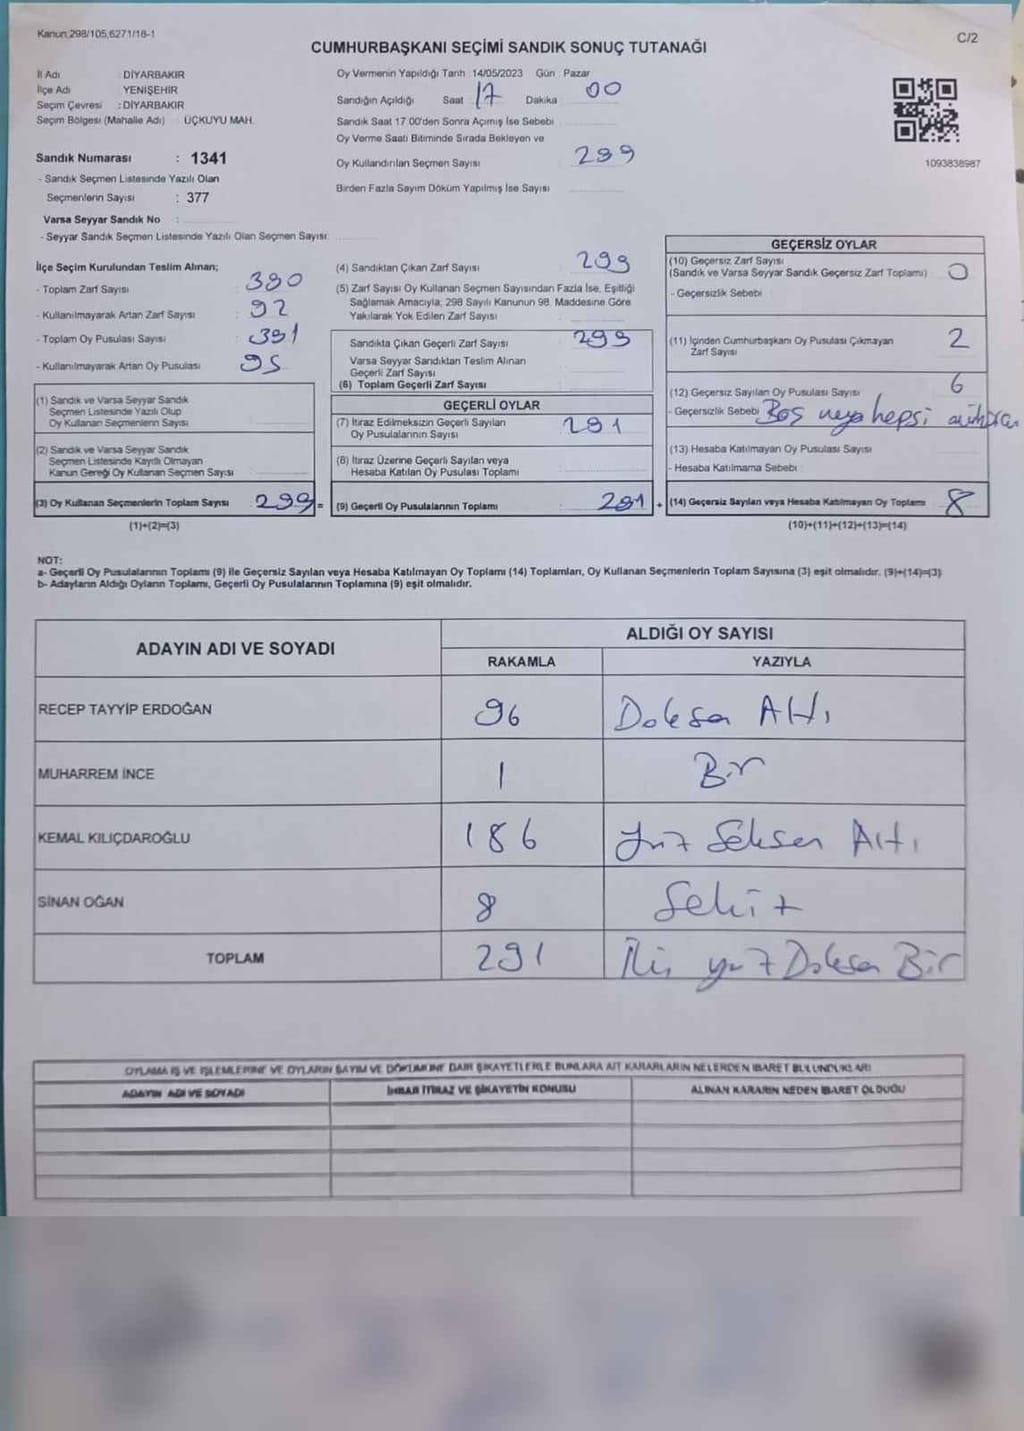 Kanun:298/105,6271/16-1
C/2
CUMHURBAŞKANI SEÇİMİ SANDIK SONUÇ TUTANAĞI
İl Adı : DİYARBAKIR
İlçe Adı : YENİŞEHİR
Seçim Çevresi : DİYARBAKIR
Seçim Bölgesi (Mahalle Adı) : ÜÇKUYU MAH.
Sandık Numarası : 1341
- Sandık Seçmen Listesinde Yazılı Olan
Seçmenlerin Sayısı : 377
Varsa Seyyar Sandık No :
- Seyyar Sandık Seçmen Listesinde Yazılı Olan Seçmen Sayısı:
Oy Vermenin Yapıldığı Tarih 14/05/2023 Gün Pazar
Sandığın Açıldığı Saat 17 Dakika 00
Sandık Saat 17.00'den Sonra Açımış İse Sebebi
Oy Verme Saati Bitiminde Sırada Bekleyen ve
Oy Kullandırılan Seçmen Sayısı 299
Birden Fazla Sayım Döküm Yapılmış İse Sayısı
1093838987
İlçe Seçim Kurulundan Teslim Alınan;
- Toplam Zarf Sayısı : 390
- Kullanılmayarak Artan Zarf Sayısı : 92
- Toplam Oy Pusulası Sayısı : 391
- Kullanılmayarak Artan Oy Pusulası : 95
(1) Sandık ve Varsa Seyyar Sandık
Seçmen Listesinde Yazılı Olup
Oy Kullanan Seçmenlerin Sayısı
(2) Sandık ve Varsa Seyyar Sandık
Seçmen Listesinde Kayıtlı Olmayan
Kanun Gereği Oy Kullanan Seçmen Sayısı
(3) Oy Kullanan Seçmenlerin Toplam Sayısı 299 =
(1)+(2)=(3)
(4) Sandıktan Çıkan Zarf Sayısı 299
(5) Zarf Sayısı Oy Kullanan Seçmen Sayısından Fazla İse, Eşitliği
Sağlamak Amacıyla, 298 Sayılı Kanunun 98. Maddesine Göre
Yakılarak Yok Edilen Zarf Sayısı
Sandıkta Çıkan Geçerli Zarf Sayısı 299
Varsa Seyyar Sandıktan Teslim Alınan
Geçerli Zarf Sayısı
(6) Toplam Geçerli Zarf Sayısı
GEÇERLİ OYLAR
(7) İtiraz Edilmeksizin Geçerli Sayılan
Oy Pusulalarının Sayısı : 291
(8) İtiraz Üzerine Geçerli Sayılan veya
Hesaba Katılan Oy Pusulası Toplamı
(9) Geçerli Oy Pusulalarının Toplamı : 291 +
GEÇERSİZ OYLAR
(10) Geçersiz Zarf Sayısı
(Sandık ve Varsa Seyyar Sandık Geçersiz Zarf Toplamı) 0
- Geçersizlik Sebebi
(11) İçinden Cumhurbaşkanı Oy Pusulası Çıkmayan
Zarf Sayısı 2
(12) Geçersiz Sayılan Oy Pusulası Sayısı 6
- Geçersizlik Sebebi Boş veya hepsi
(13) Hesaba Katılmayan Oy Pusulası Sayısı
- Hesaba Katılmama Sebebi
(14) Geçersiz Sayılan veya Hesaba Katılmayan Oy Toplamı 8
(10)+(11)+(12)+(13)=(14)
NOT:
a- Geçerli Oy Pusulalarının Toplamı (9) ile Geçersiz Sayılan veya Hesaba Katılmayan Oy Toplamı (14) Toplamları, Oy Kullanan Seçmenlerin Toplam Sayısına (3) eşit olmalıdır. (9)+(14)=(3)
b- Adayların Aldığı Oyların Toplamı, Geçerli Oy Pusulalarının Toplamına (9) eşit olmalıdır.
ADAYIN ADI VE SOYADI
ALDIĞI OY SAYISI
RAKAMLA YAZIYLA
RECEP TAYYİP ERDOĞAN 96 Doksan Altı
MUHARREM İNCE 1 Bir
KEMAL KILIÇDAROĞLU 186 Yüz Seksen Altı
SİNAN OĞAN 8 Sekiz
TOPLAM 291 İki yüz Doksan Bir
OYLAMA İŞ VE İŞLEMLERİNE VE OYLARIN SAYIM VE DÖKÜMÜNE DAİR ŞİKAYETLERLE BUNLARA AİT KARARLARIN NELERDEN İBARET BULUNDUKLARI
ADAYIN ADI VE SOYADI
İHBAR İTİRAZ VE ŞİKAYETİN KONUSU
ALINAN KARARIN NEDEN İBARET OLDUĞU